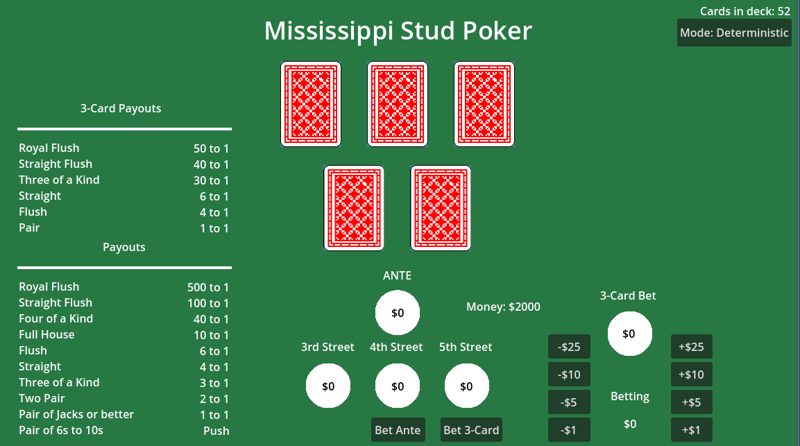 Cards in deck: 52
Mississippi Stud Poker
Mode: Deterministic
3-Card Payouts
Royal Flush 50 to 1
Straight Flush 40 to 1
Three of a Kind 30 to 1
Straight 6 to 1
Flush 4 to 1
Pair 1 to 1
Payouts
Royal Flush 500 to 1
Straight Flush 100 to 1
Four of a Kind 40 to 1
Full House 10 to 1
Flush 6 to 1
Straight 4 to 1
Three of a Kind 3 to 1
Two Pair 2 to 1
Pair of Jacks or better 1 to 1
Pair of 6s to 10s Push
ANTE
$0
Money: $2000
3rd Street 4th Street 5th Street
$0 $0 $0
Bet Ante Bet 3-Card
3-Card Bet
$0
-$25 +$25
-$10 +$10
Betting
-$5 +$5
$0
-$1 +$1